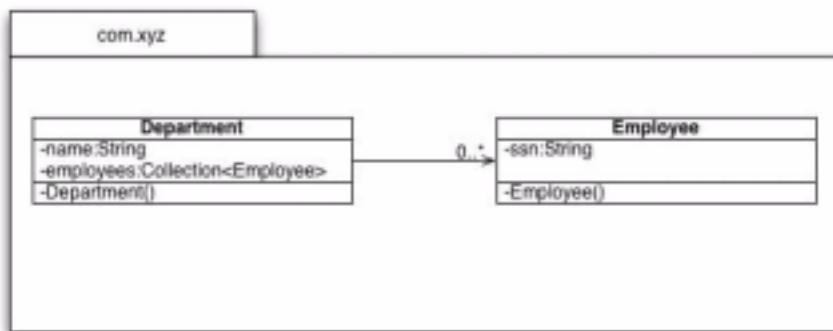 com.xyz
Department
-name:String
-employees:Collection<Employee>
-Department()
0..*
Employee
-ssn:String
-Employee()